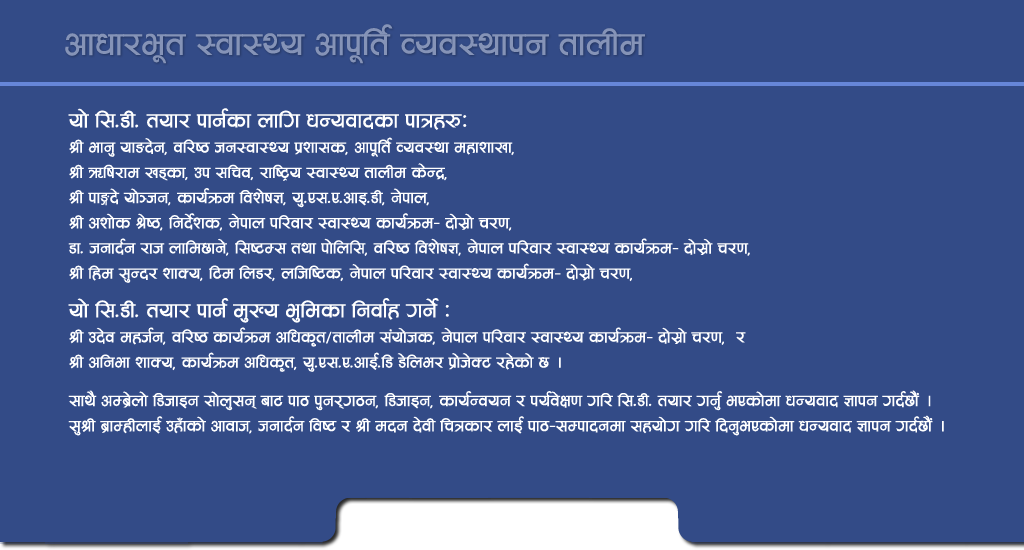 आधारभूत स्वास्थ्य आपूर्ति व्यवस्थापन तालीम
यो सि.डी. तयार पार्नका लागि धन्यवादका पात्रहरु:
श्री भानु याङदेन, वरिष्ठ जनस्वास्थ्य प्रशासक, आपूर्ति व्यवस्था महाशाखा,
श्री ऋषिराम खड्का, उप सचिव, राष्ट्रिय स्वास्थ्य तालीम केन्द्र,
श्री पाङ्दे योञ्जन, कार्यक्रम विशेषज्ञ, यु.एस.ए.आइ.डी, नेपाल,
श्री अशोक श्रेष्ठ, निर्देशक, नेपाल परिवार स्वास्थ्य कार्यक्रम- दोस्रो चरण,
डा. जनार्दन राज लामिछाने, सिष्टम्स तथा पोलिसि, वरिष्ठ विशेषज्ञ, नेपाल परिवार स्वास्थ्य कार्यक्रम- दोस्रो चरण,
श्री हिम सुन्दर शाक्य, टिम लिडर, लजिष्टिक, नेपाल परिवार स्वास्थ्य कार्यक्रम- दोस्रो चरण,
यो सि.डी. तयार पार्न मुख्य भुमिका निर्वाह गर्ने :
श्री उदेव महर्जन, वरिष्ठ कार्यक्रम अधिकृत/तालीम संयोजक, नेपाल परिवार स्वास्थ्य कार्यक्रम- दोस्रो चरण, र
श्री अनिभा शाक्य, कार्यक्रम अधिकृत, यु.एस.ए.आई.डि डेलिभर प्रोजेक्ट रहेको छ ।
साथै अम्ब्रेलो डिजाइन सोलुसन् बाट पाठ पुनर्‌गठन, डिजाइन, कार्यन्वयन र पर्यवेक्षण गरि सि.डी. तयार गर्नु भएकोमा धन्यवाद ज्ञापन गर्दछौं ।
सुश्री ब्राम्हीलाई उहाँको आवाज, जनार्दन विष्ट र श्री मदन देवी चित्रकार लाई पाठ-सम्पादनमा सहयोग गरि दिनुभएकोमा धन्यवाद ज्ञापन गर्दछौं ।